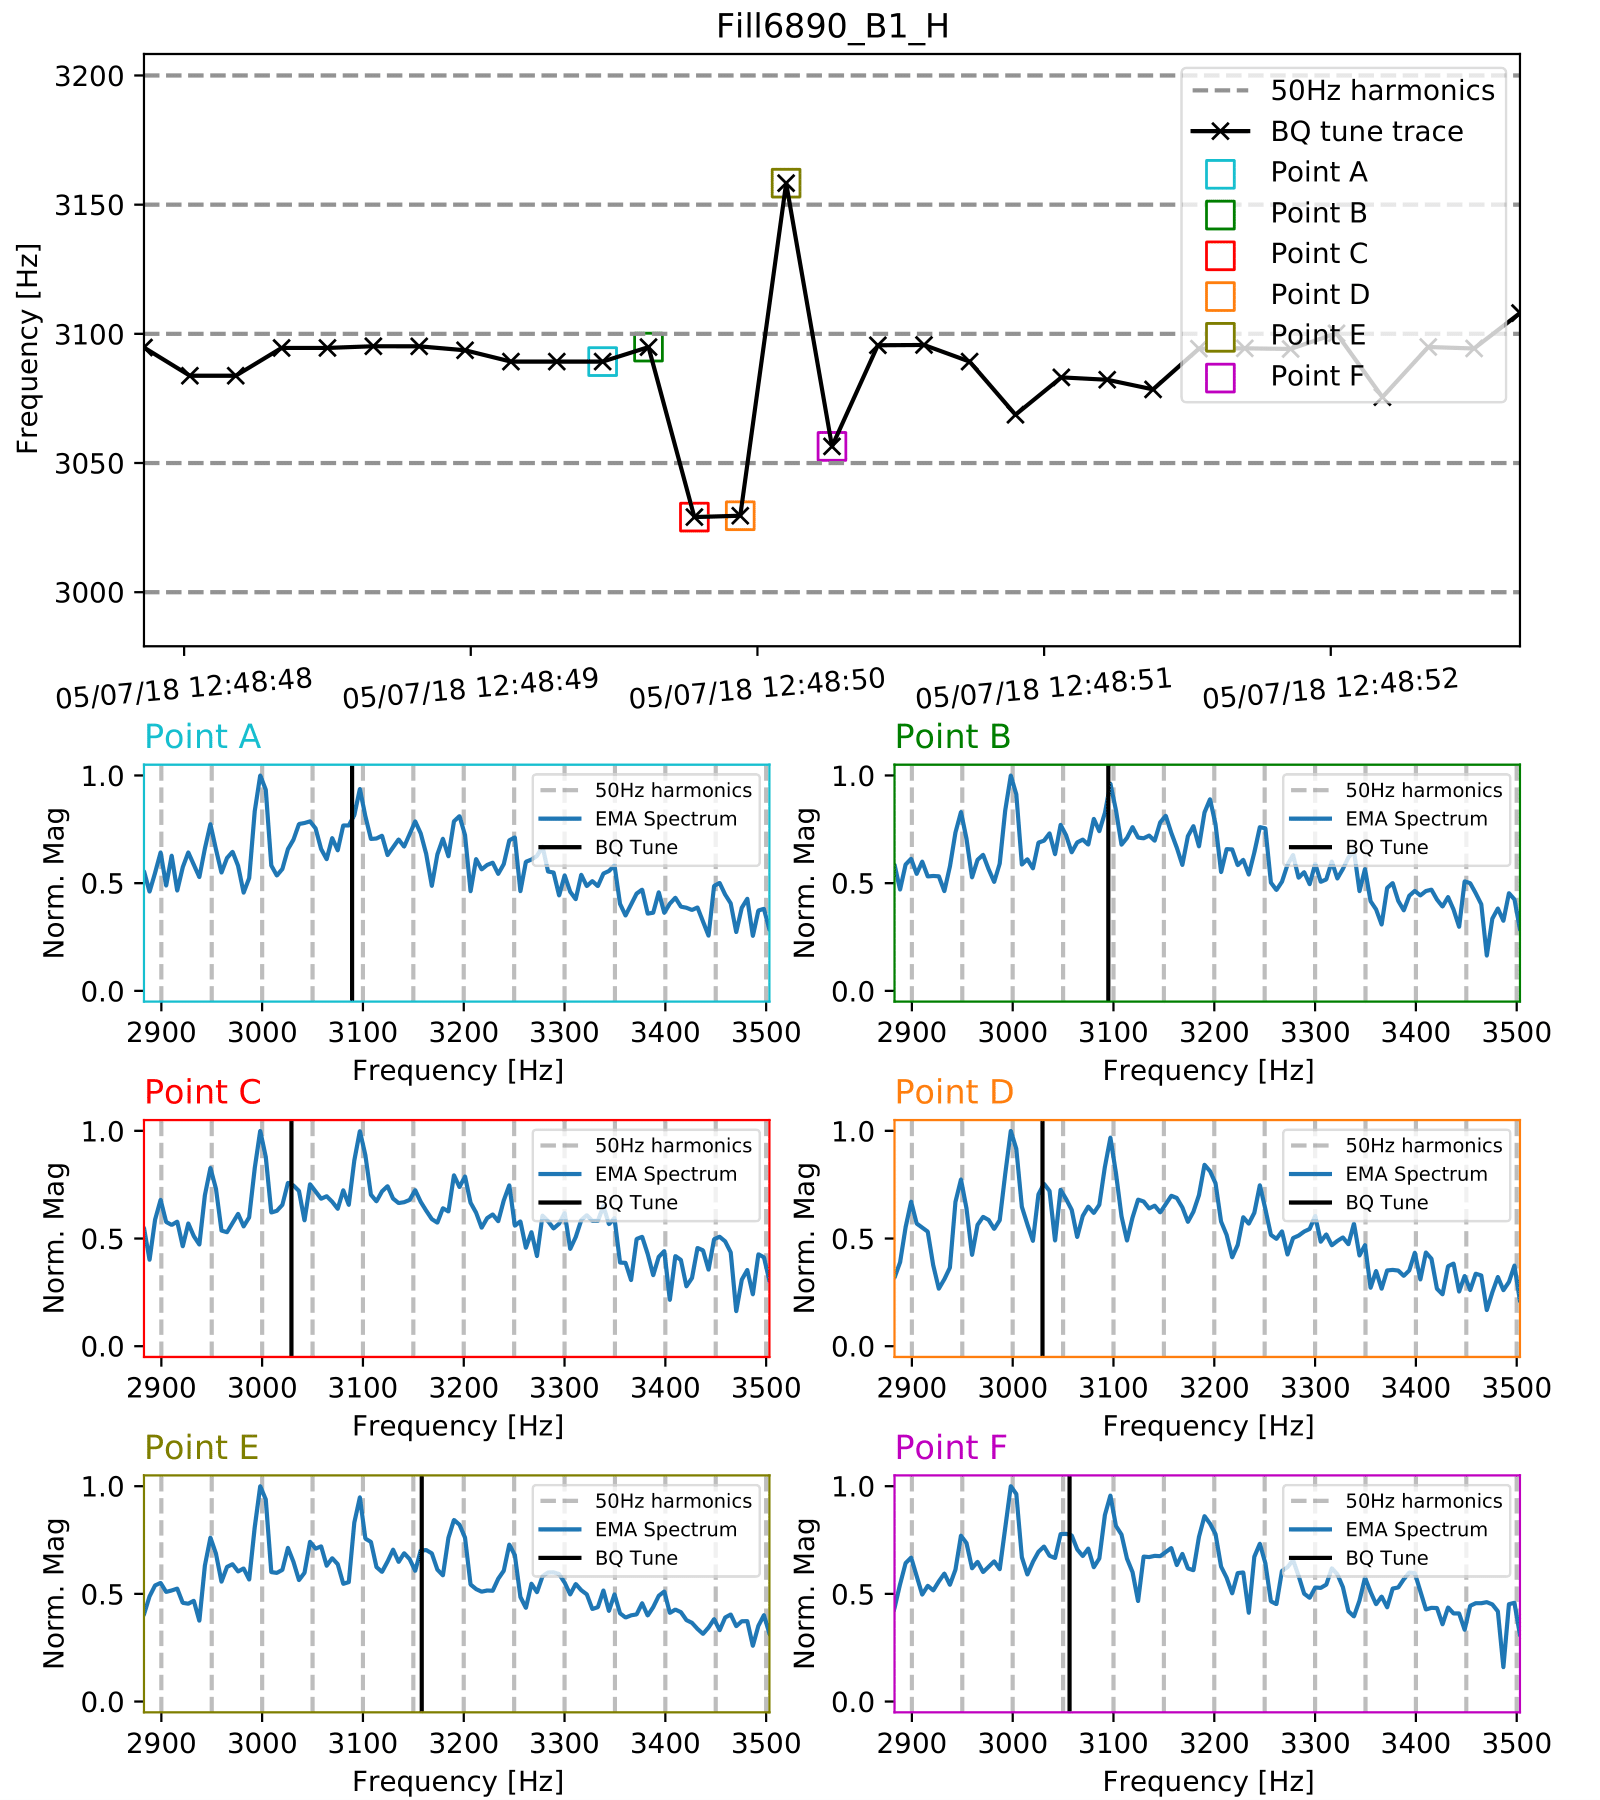 Fill6890_B1_H
3200
3150
3100
3050
3000
Frequency [Hz]
50Hz harmonics
BQ tune trace
Point A
Point B
Point C
Point D
Point E
Point F
05/07/18 12:48:48
05/07/18 12:48:49
05/07/18 12:48:50
05/07/18 12:48:51
05/07/18 12:48:52
Point A
1.0
0.5
0.0
Norm. Mag
50Hz harmonics
EMA Spectrum
BQ Tune
2900 3000 3100 3200 3300 3400 3500
Frequency [Hz]
Point B
1.0
0.5
0.0
Norm. Mag
50Hz harmonics
EMA Spectrum
BQ Tune
2900 3000 3100 3200 3300 3400 3500
Frequency [Hz]
Point C
1.0
0.5
0.0
Norm. Mag
50Hz harmonics
EMA Spectrum
BQ Tune
2900 3000 3100 3200 3300 3400 3500
Frequency [Hz]
Point D
1.0
0.5
0.0
Norm. Mag
50Hz harmonics
EMA Spectrum
BQ Tune
2900 3000 3100 3200 3300 3400 3500
Frequency [Hz]
Point E
1.0
0.5
0.0
Norm. Mag
50Hz harmonics
EMA Spectrum
BQ Tune
2900 3000 3100 3200 3300 3400 3500
Frequency [Hz]
Point F
1.0
0.5
0.0
Norm. Mag
50Hz harmonics
EMA Spectrum
BQ Tune
2900 3000 3100 3200 3300 3400 3500
Frequency [Hz]